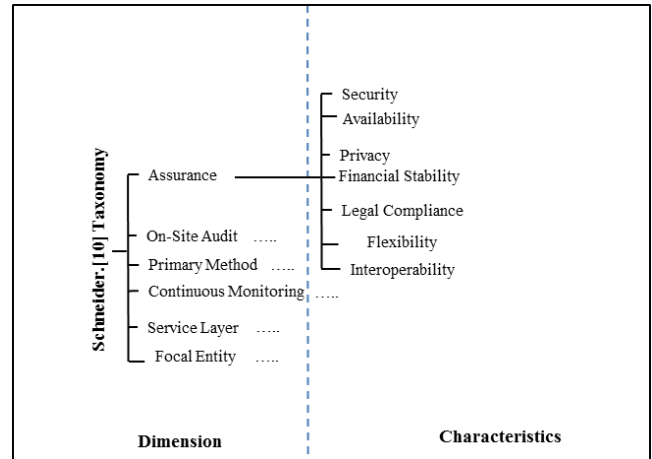 Schneider.[10] Taxonomy
Assurance
On-Site Audit .....
Primary Method .....
Continuous Monitoring .....
Service Layer .....
Focal Entity .....
Dimension
Security
Availability
Privacy
Financial Stability
Legal Compliance
Flexibility
Interoperability
Characteristics